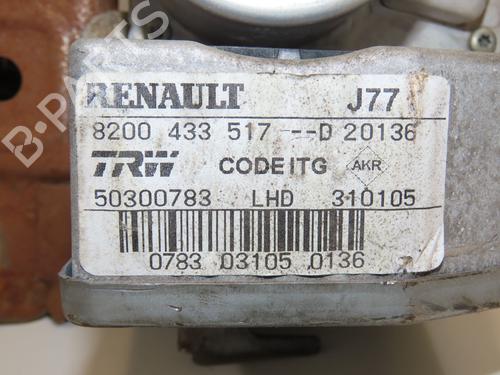 RENAULT J77
8200 433 517 --D 20136
TRW CODE ITG AKR
50300783 LHD 310105
0783 03105 0136
B-PARTS